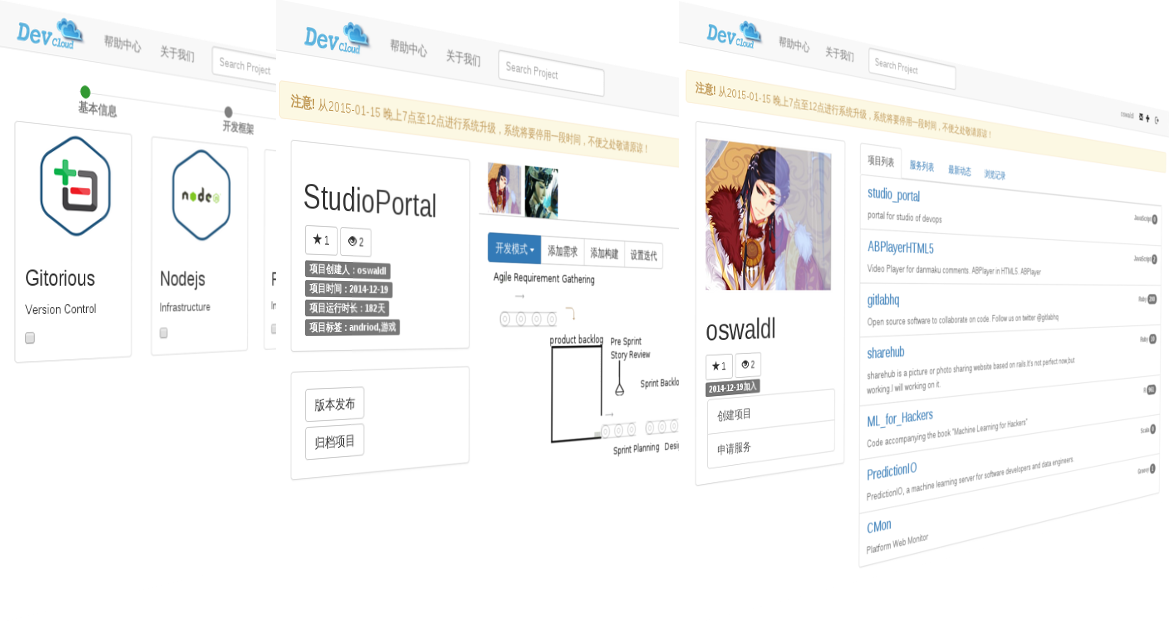 Dev Cloud
帮助中心
关于我们
Search Project
基本信息
开发框架
Gitorious
Version Control
node
Nodejs
Infrastructure
Dev Cloud
帮助中心
关于我们
Search Project
注意! 从2015-01-15 晚上7点至12点进行系统升级，系统将要停用一段时间，不便之处敬请原谅！
StudioPortal
1
2
项目创建人：oswaldl
项目时间：2014-12-19
项目运行时长：182天
项目标签：andriod,游戏
版本发布
归档项目
开发模式
添加需求
添加构建
设置迭代
Agile Requirement Gathering
product backlog
Pre Sprint
Story Review
Sprint Backlo
Sprint Planning
Desi
Dev Cloud
帮助中心
关于我们
Search Project
注意! 从2015-01-15 晚上7点至12点进行系统升级，系统将要停用一段时间，不便之处敬请原谅！
oswaldl
1
2
2014-12-19加入
创建项目
申请服务
项目列表
服务列表
最新动态
浏览记录
studio_portal
portal for studio of devops
JavaScript
ABPlayerHTML5
Video Player for danmaku comments. ABPlayer in HTML5. ABPlayer
JavaScript
gitlabhq
Open source software to collaborate on code. Follow us on twitter @gitlabhq
Ruby
sharehub
sharehub is a picture or photo sharing website based on rails.It's not perfect now,but
working.I will working on it.
Ruby
ML_for_Hackers
Code accompanying the book "Machine Learning for Hackers"
R
PredictionIO
PredictionIO, a machine learning server for software developers and data engineers.
Scala
CMon
Platform Web Monitor